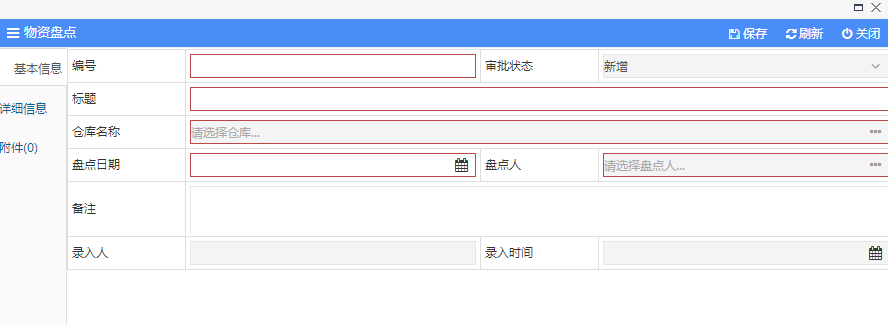 物资盘点 保存 刷新 关闭
基本信息
详细信息
附件(0)
编号 审批状态 新增
标题
仓库名称 请选择仓库...
盘点日期 盘点人 请选择盘点人...
备注
录入人 录入时间